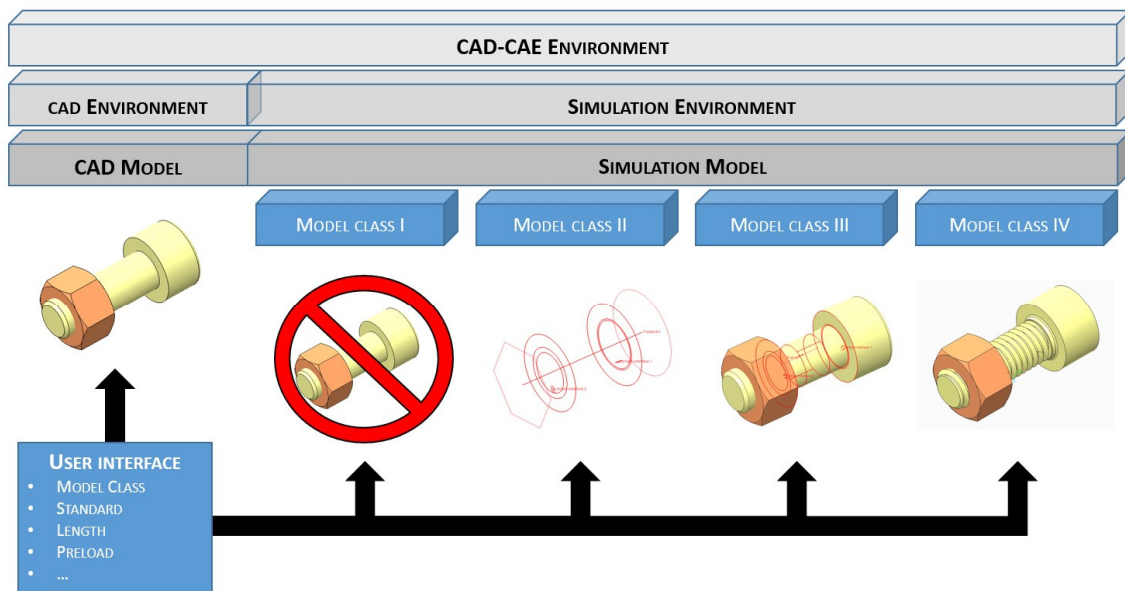 CAD-CAE ENVIRONMENT
CAD ENVIRONMENT
SIMULATION ENVIRONMENT
CAD MODEL
SIMULATION MODEL
MODEL CLASS I
MODEL CLASS II
MODEL CLASS III
MODEL CLASS IV
USER INTERFACE
• MODEL CLASS
• STANDARD
• LENGTH
• PRELOAD
• ...